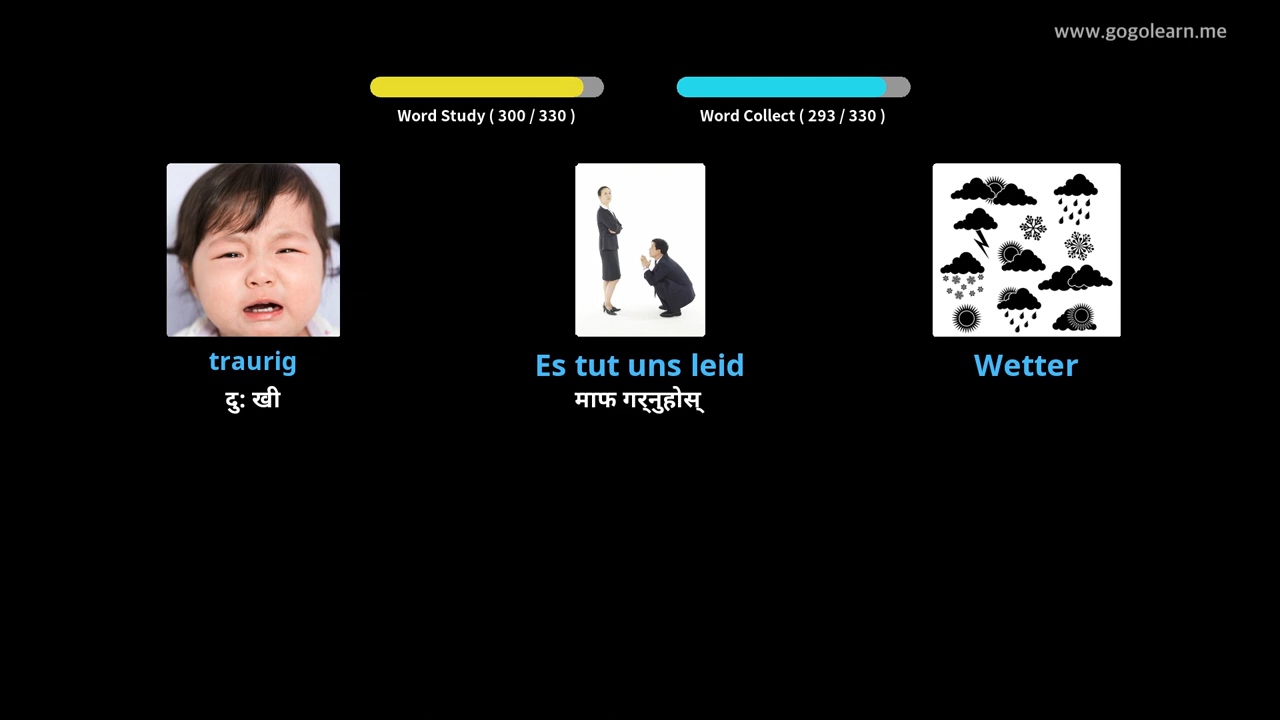 www.gogolearn.me
Word Study ( 300 / 330 )
Word Collect ( 293 / 330 )
traurig
दु: खी
Es tut uns leid
माफ गर्‍नुहोस्
Wetter